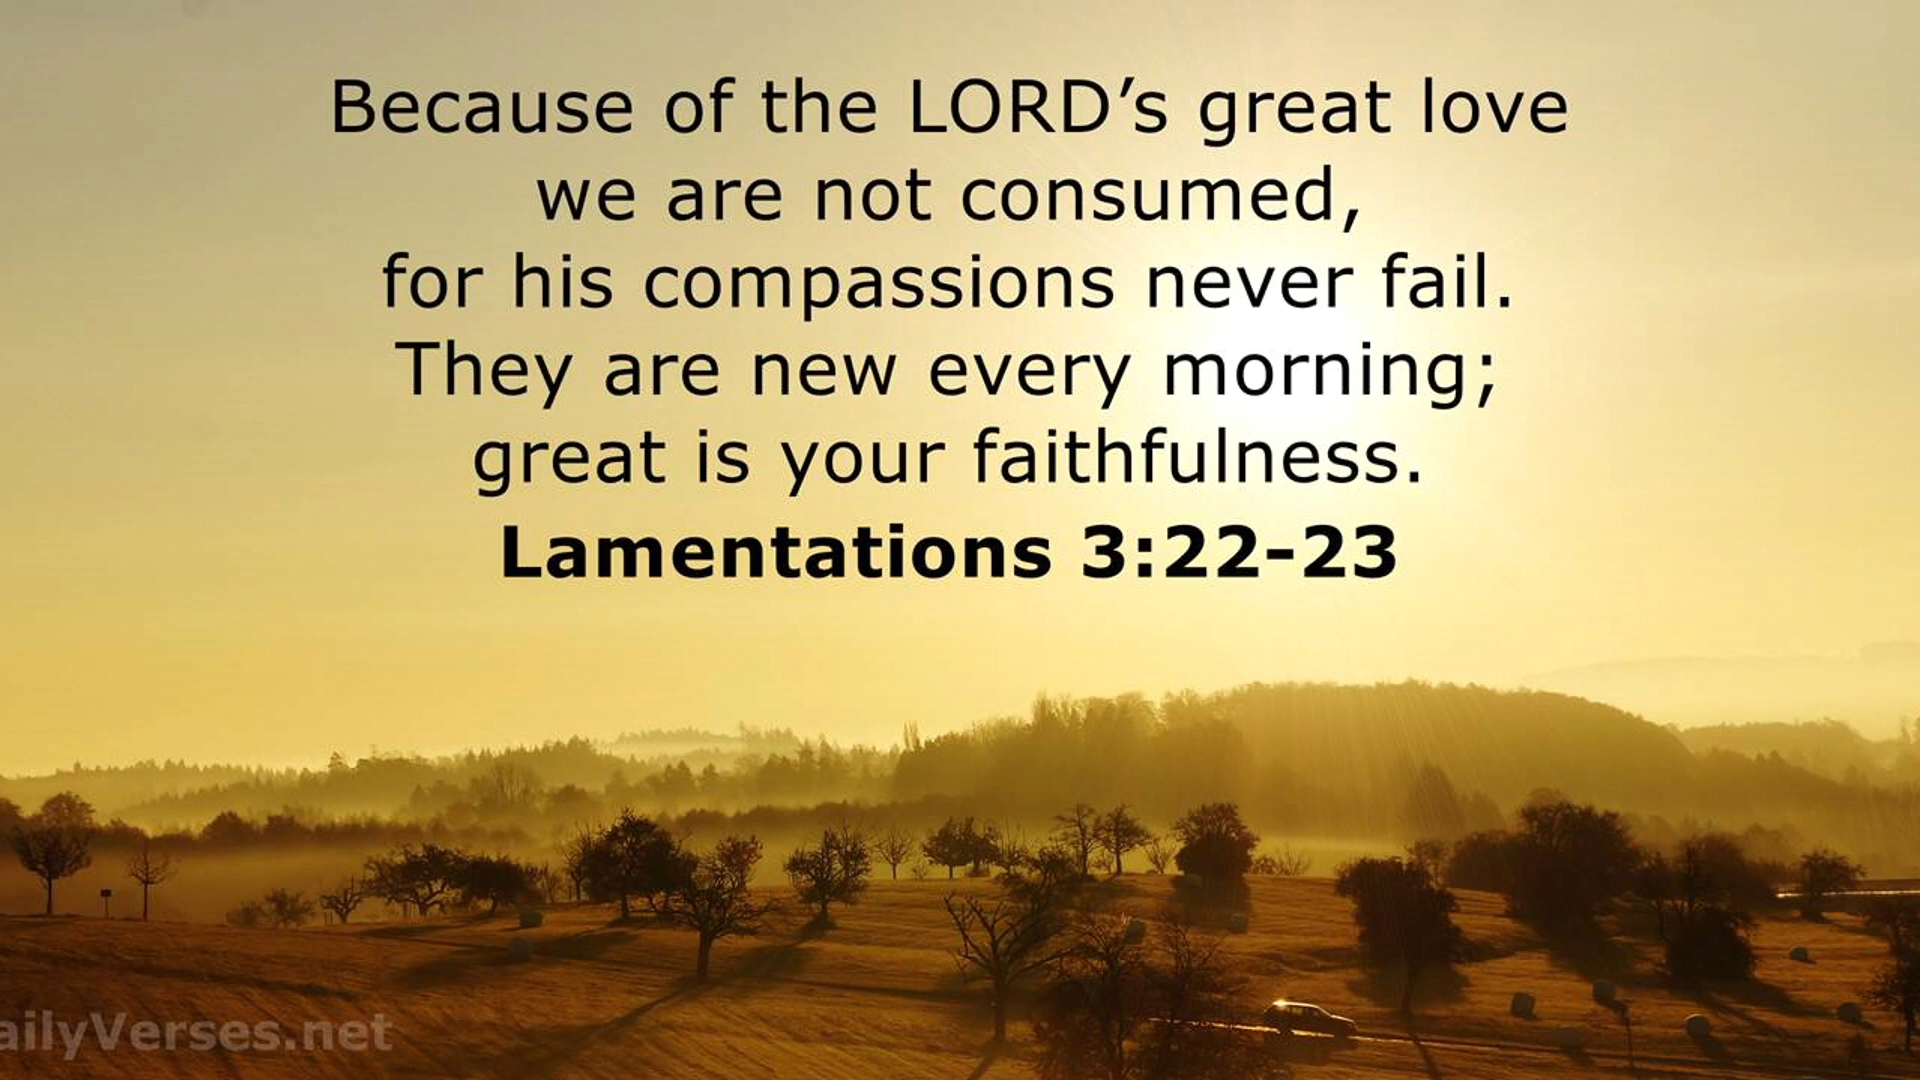 Because of the LORD’s great love
we are not consumed,
for his compassions never fail.
They are new every morning;
great is your faithfulness.
Lamentations 3:22-23
ailyVerses.net